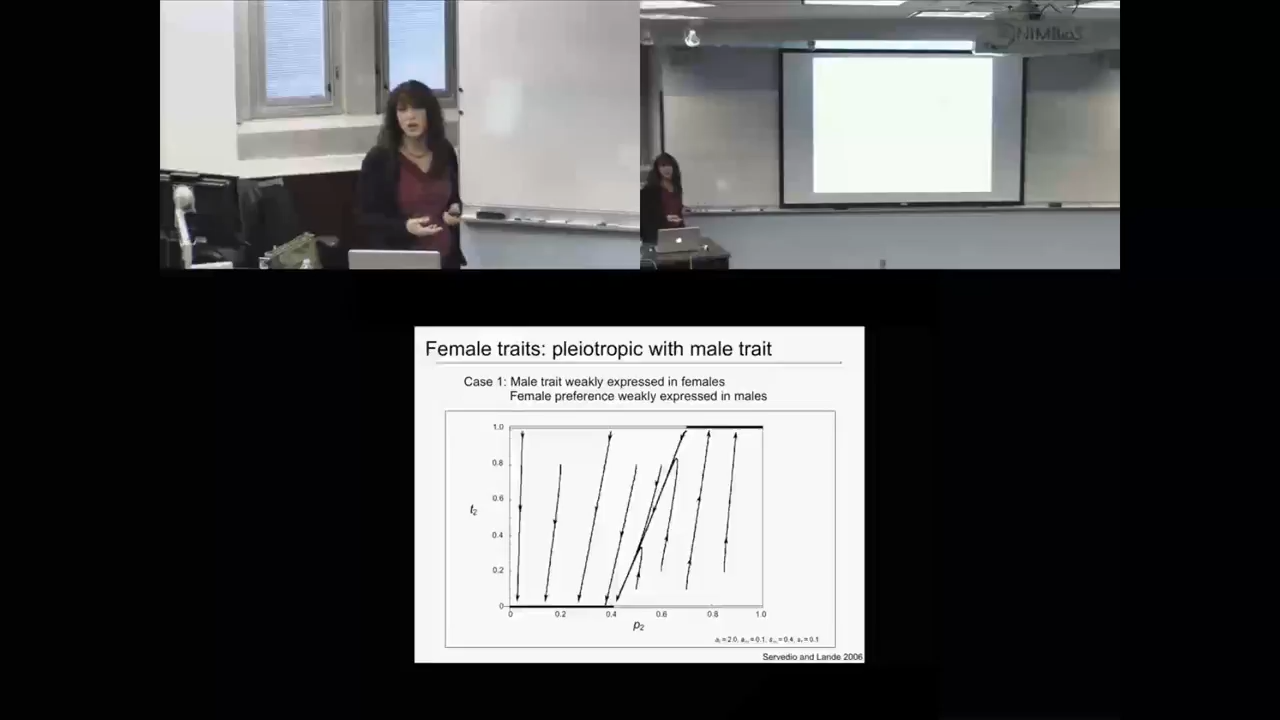 NIMBioS
Female traits: pleiotropic with male trait
Case 1: Male trait weakly expressed in females
Female preference weakly expressed in males
1.0
0.8
0.6
t2
0.4
0.2
0
0 0.2 0.4 0.6 0.8 1.0
p2
Servedio and Lande 2006